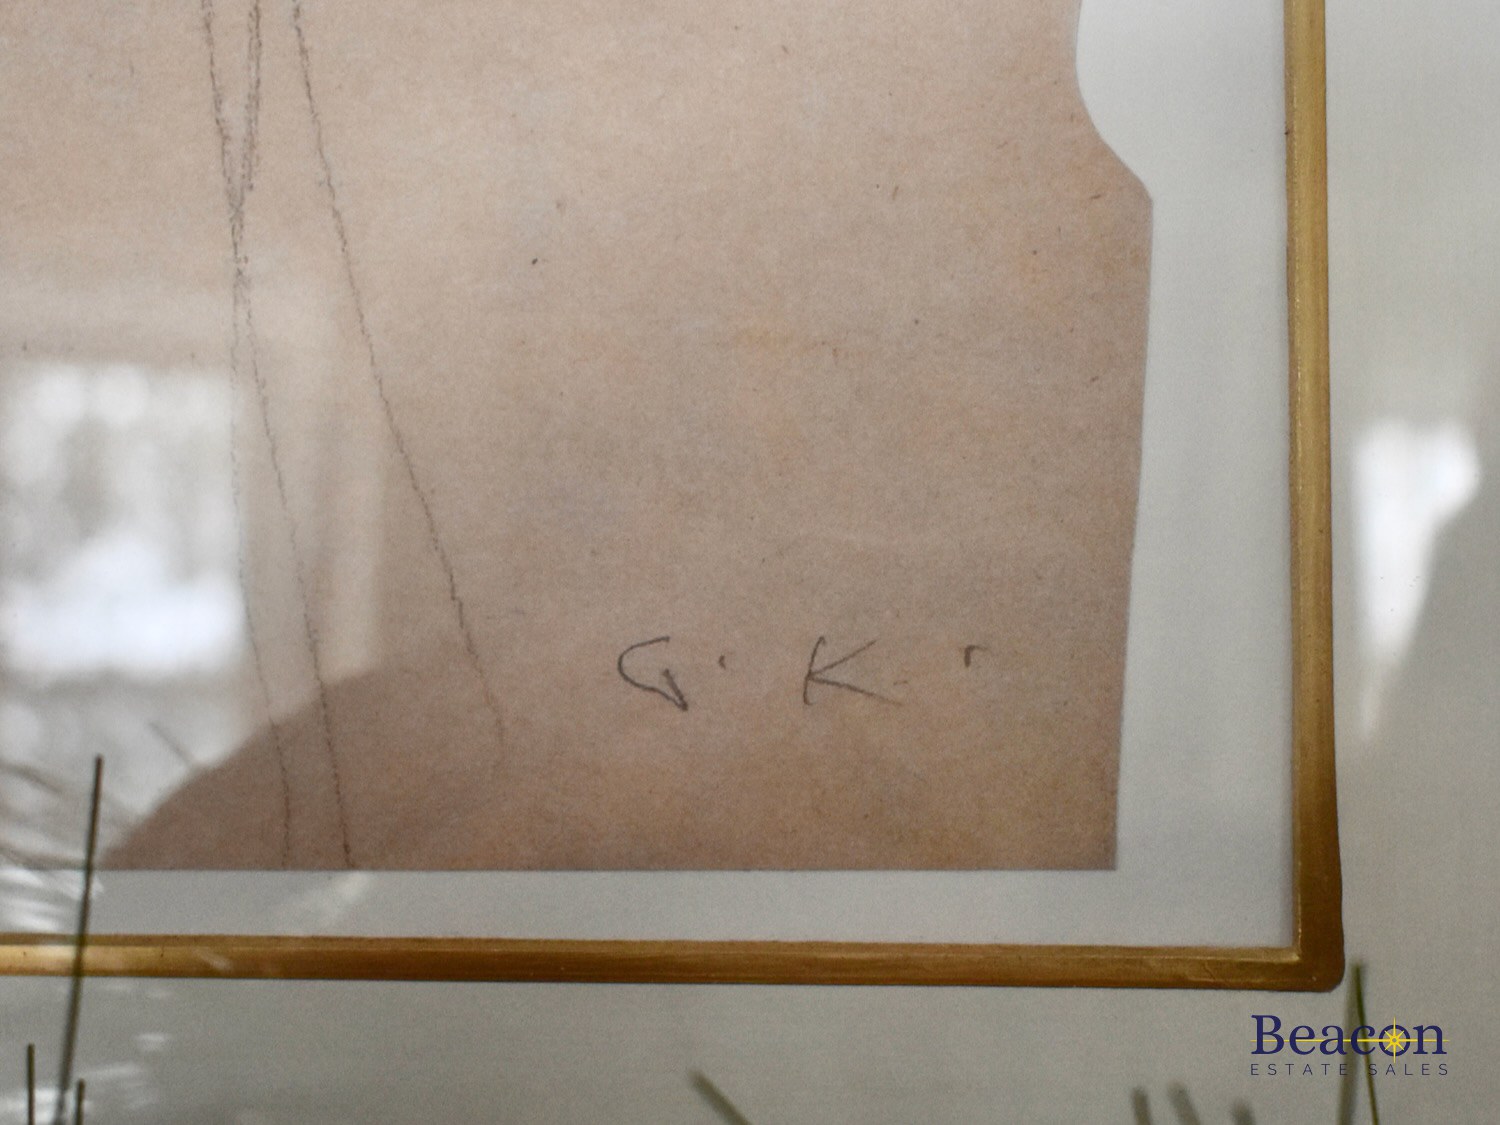 G. K.
Beacon
ESTATE SALES